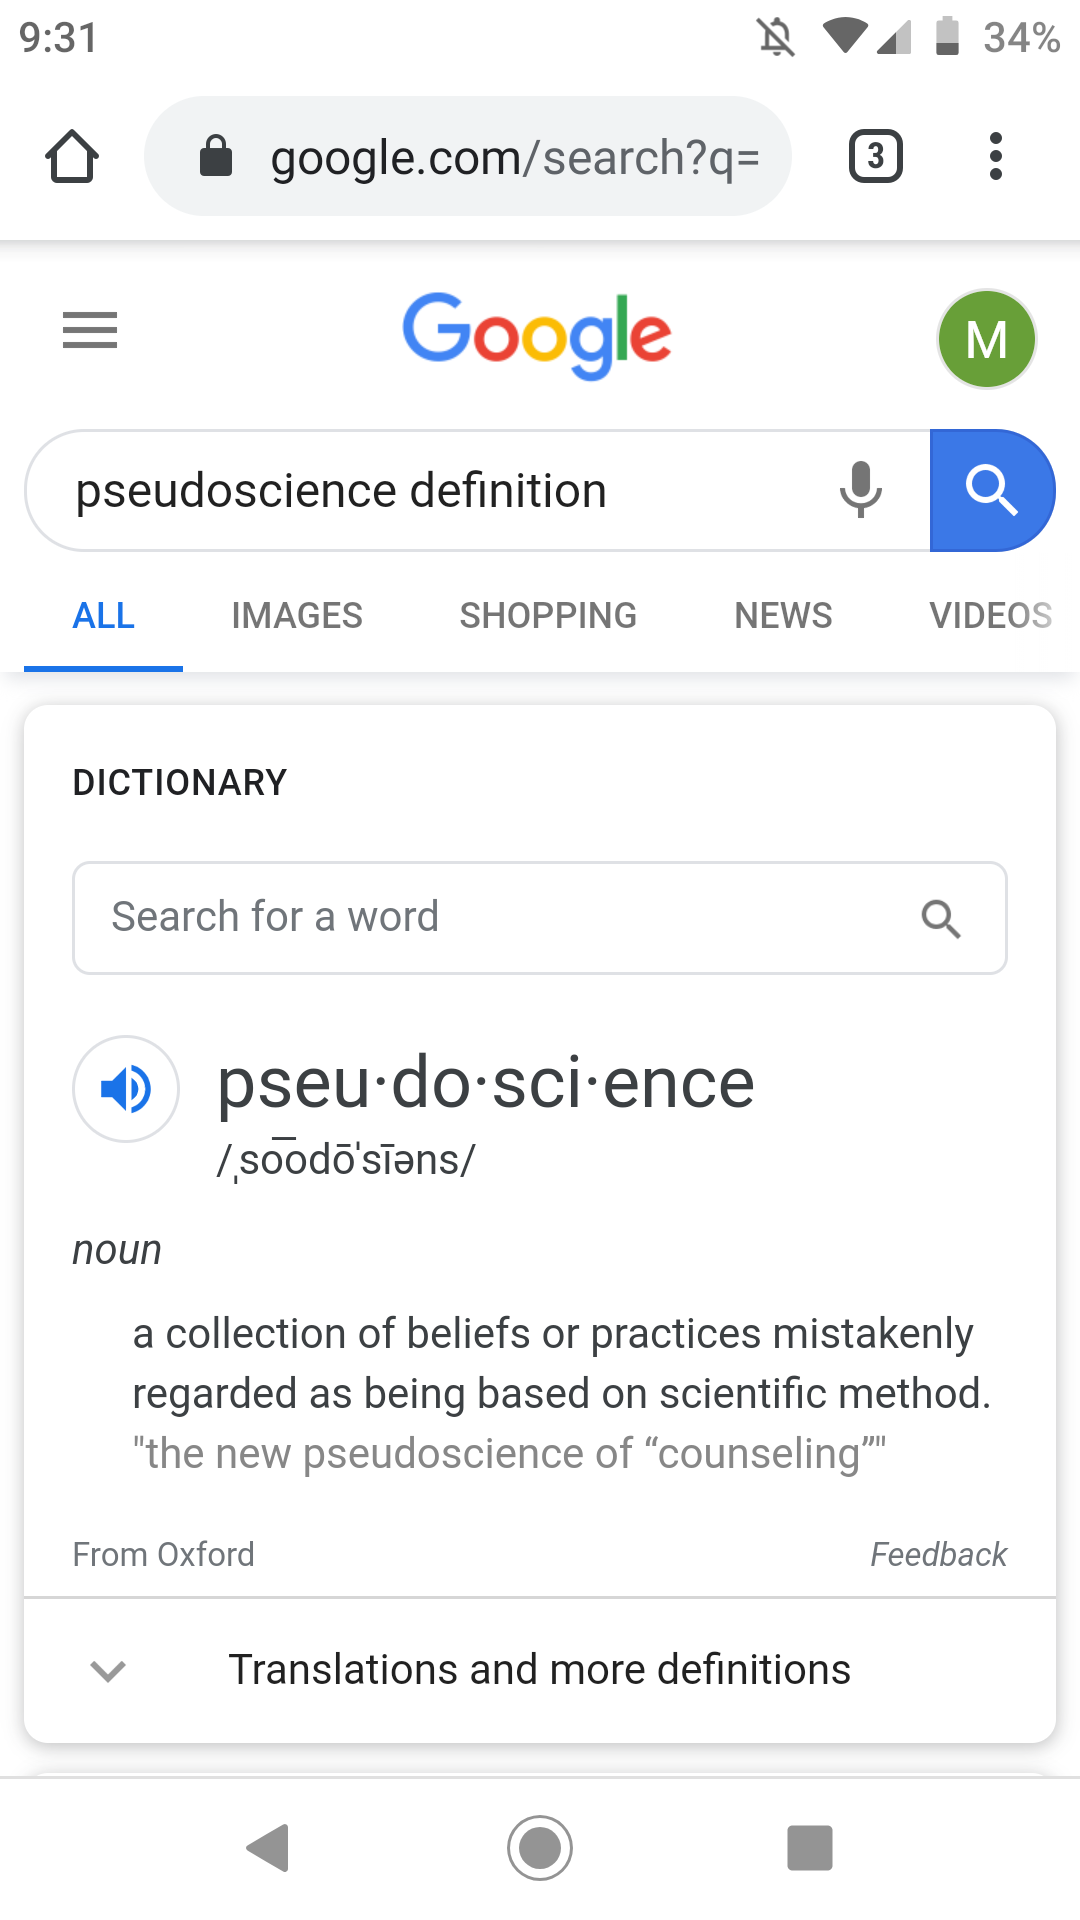 9:31
34%
google.com/search?q=
3
Google
M
pseudoscience definition
ALL IMAGES SHOPPING NEWS VIDEOS
DICTIONARY
Search for a word
pseu·do·sci·ence
/ˌso͞odōˈsīəns/
noun
a collection of beliefs or practices mistakenly
regarded as being based on scientific method.
"the new pseudoscience of “counseling”"
From Oxford
Feedback
Translations and more definitions